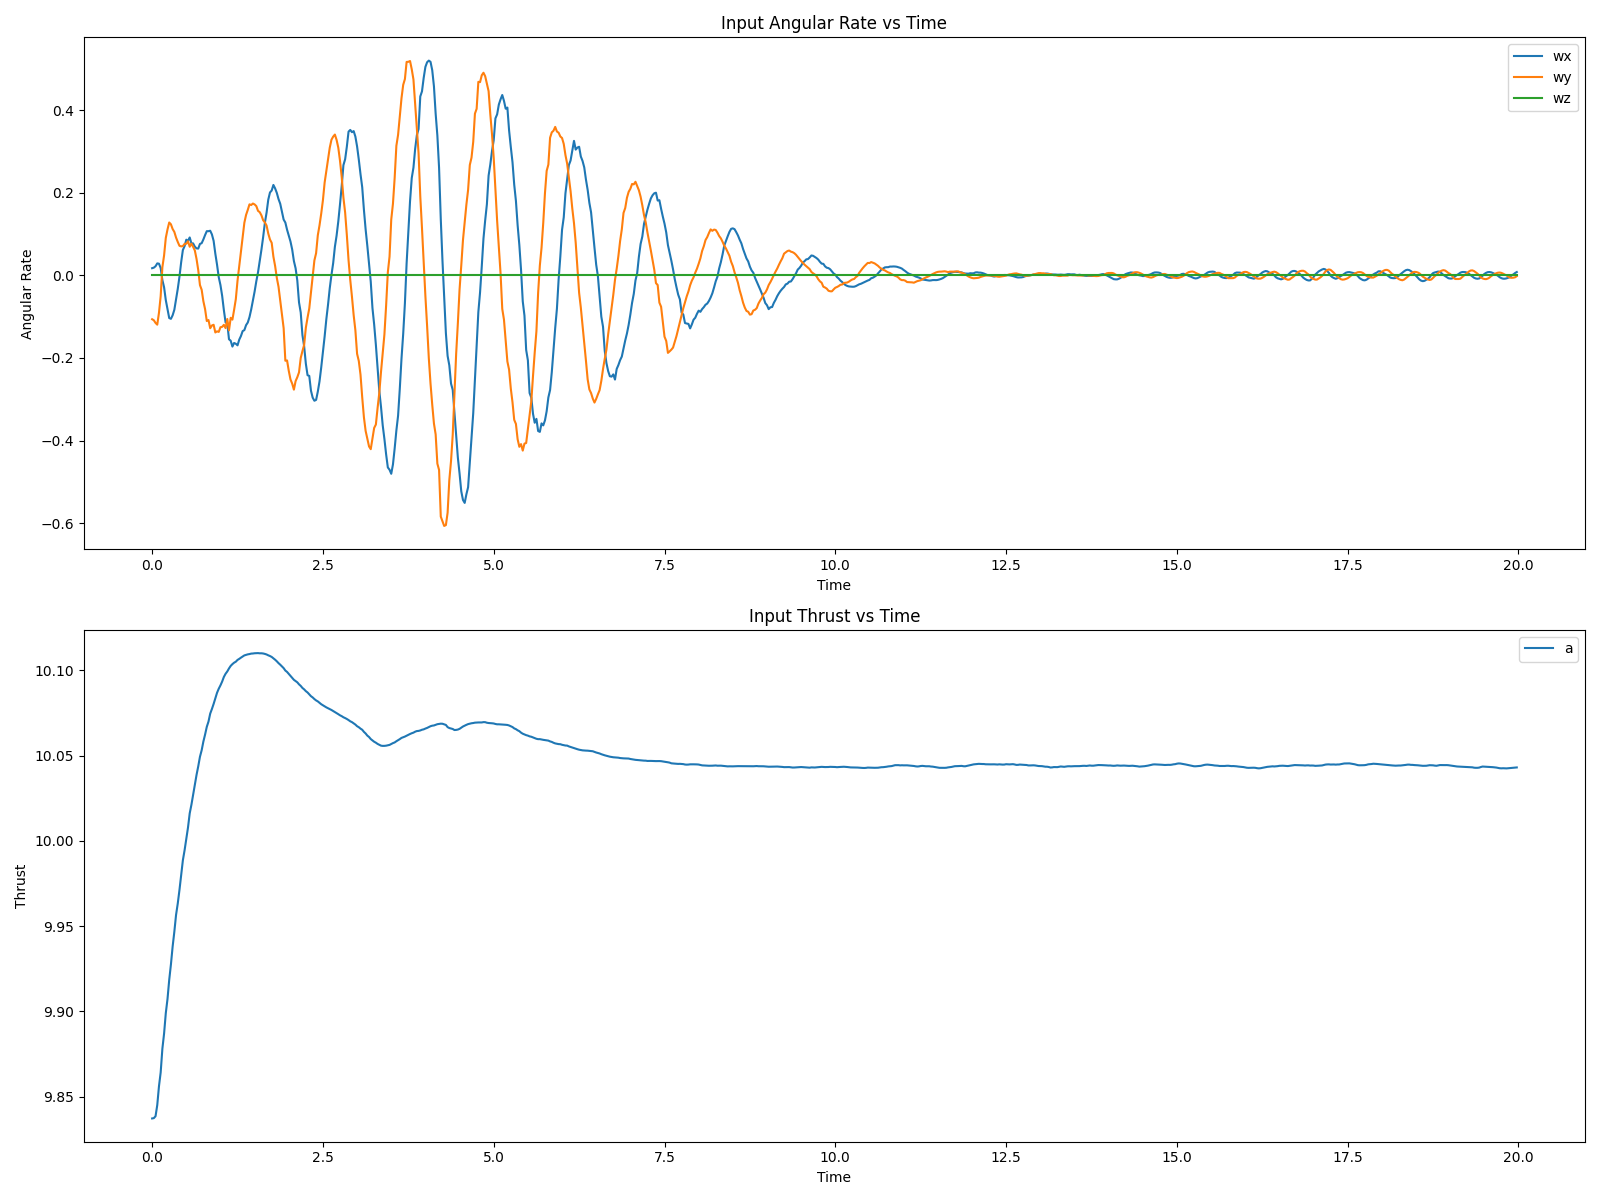 Input Angular Rate vs Time
wx
wy
wz
Angular Rate
0.4
0.2
0.0
−0.2
−0.4
−0.6
0.0 2.5 5.0 7.5 10.0 12.5 15.0 17.5 20.0
Time
Input Thrust vs Time
a
Thrust
10.10
10.05
10.00
9.95
9.90
9.85
0.0 2.5 5.0 7.5 10.0 12.5 15.0 17.5 20.0
Time